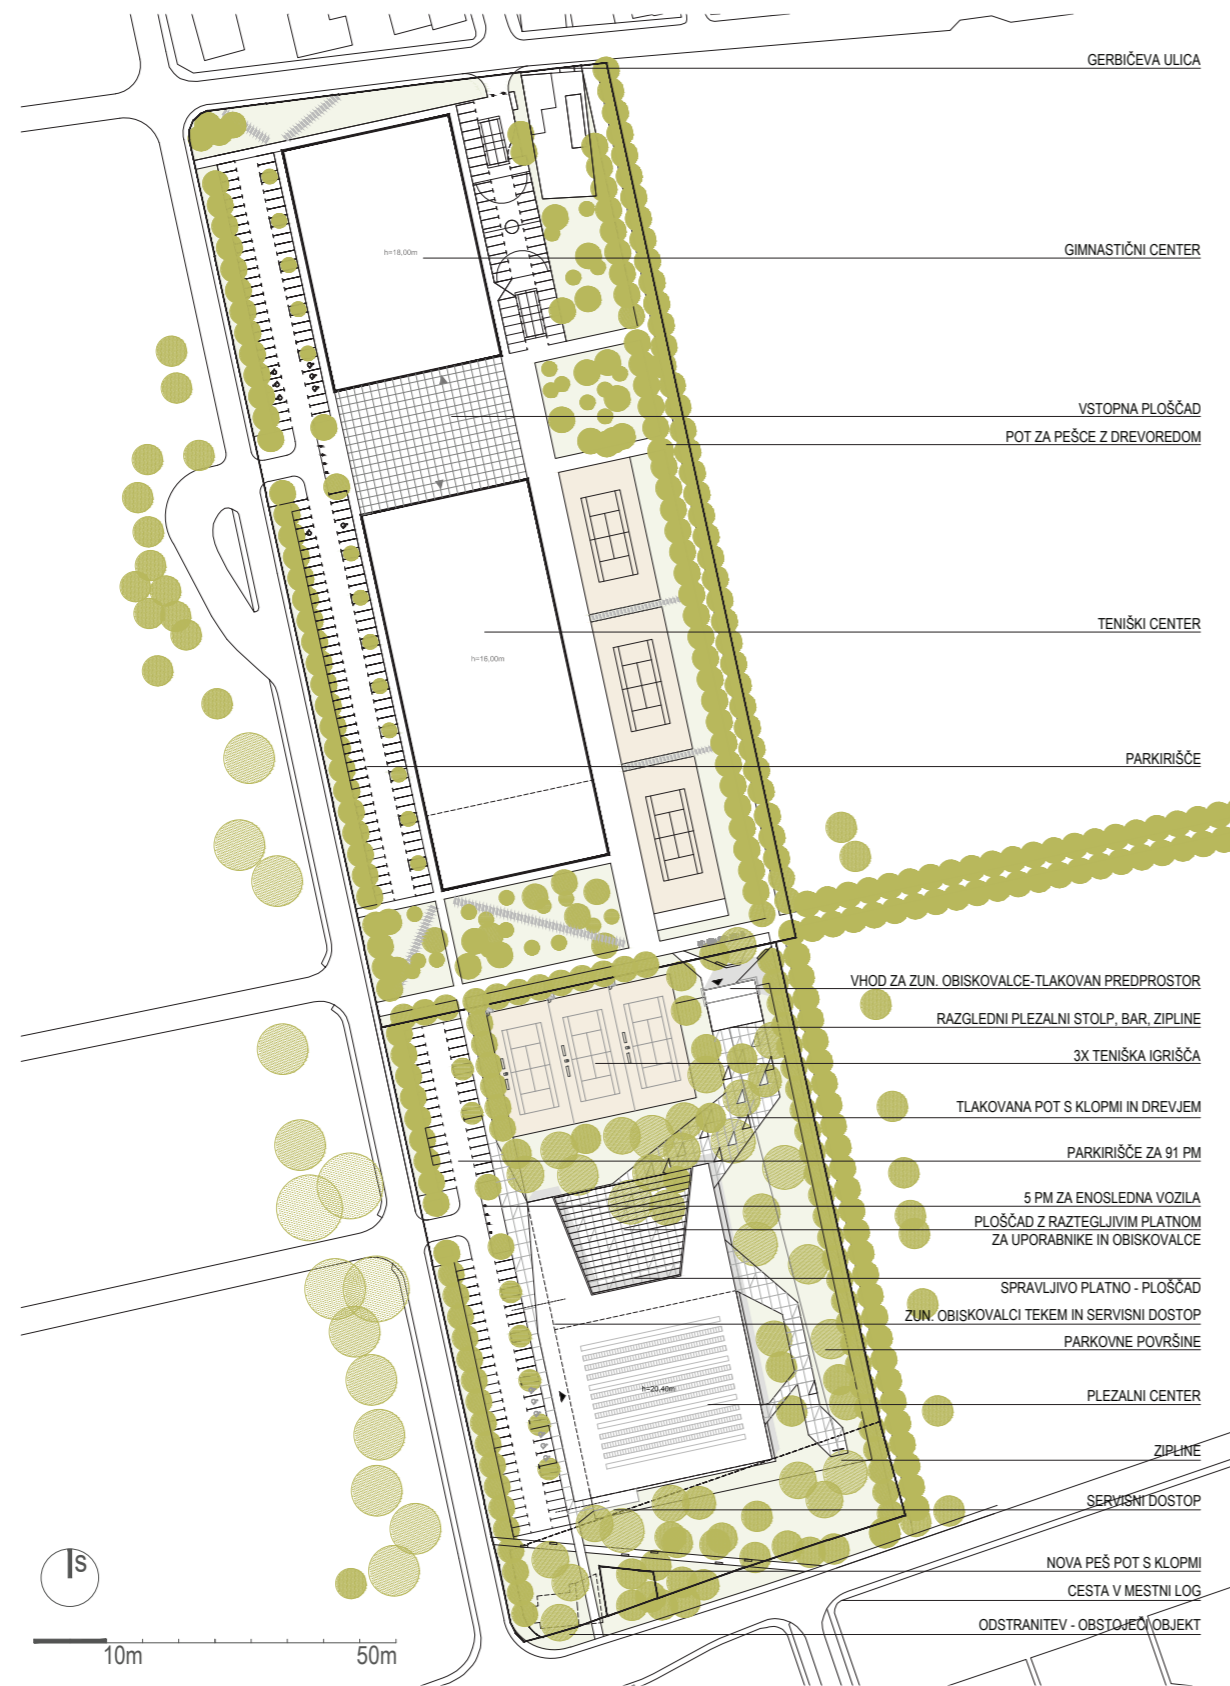 GERBIČEVA ULICA
h=18,00m
GIMNASTIČNI CENTER
VSTOPNA PLOŠČAD
POT ZA PEŠCE Z DREVOREDOM
TENIŠKI CENTER
h=16,00m
PARKIRIŠČE
VHOD ZA ZUN. OBISKOVALCE-TLAKOVAN PREDPROSTOR
RAZGLEDNI PLEZALNI STOLP, BAR, ZIPLINE
3X TENIŠKA IGRIŠČA
TLAKOVANA POT S KLOPMI IN DREVJEM
PARKIRIŠČE ZA 91 PM
5 PM ZA ENOSLEDNA VOZILA
PLOŠČAD Z RAZTEGLJIVIM PLATNOM
ZA UPORABNIKE IN OBISKOVALCE
SPRAVLJIVO PLATNO - PLOŠČAD
ZUN. OBISKOVALCI TEKEM IN SERVISNI DOSTOP
PARKOVNE POVRŠINE
h=20,40m
PLEZALNI CENTER
ZIPLINE
SERVISNI DOSTOP
NOVA PEŠ POT S KLOPMI
CESTA V MESTNI LOG
ODSTRANITEV - OBSTOJEČI OBJEKT
S
10m 50m